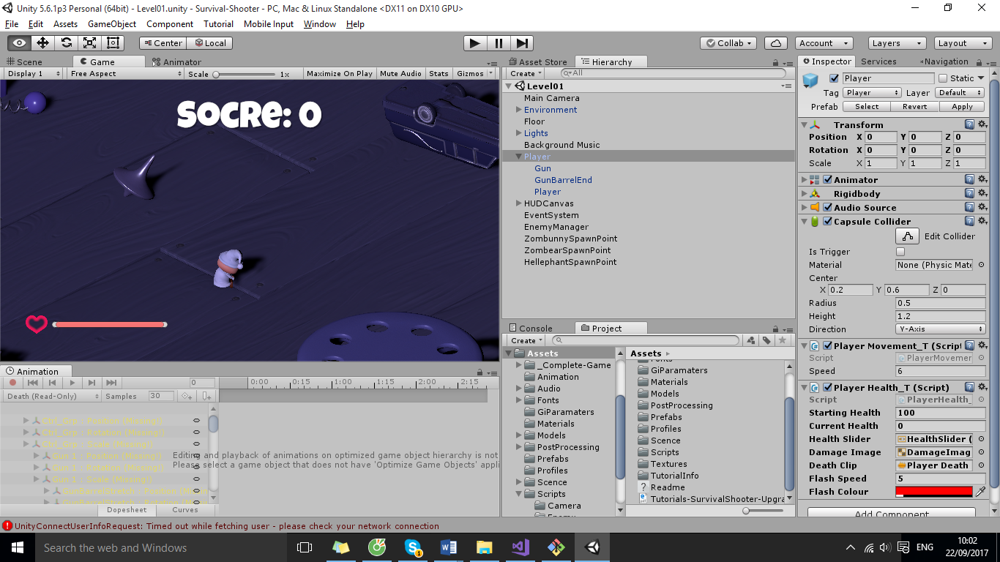 Unity 5.6.1p3 Personal (64bit) - Level01.unity - Survival-Shooter - PC, Mac & Linux Standalone <DX11 on DX10 GPU>
File Edit Assets GameObject Component Tutorial Mobile Input Window Help
Center Local
Collab Account Layers Layout
Scene Game Animator
Display 1 Free Aspect Scale 1x Maximize On Play Mute Audio Stats Gizmos
SOCRE: 0
Animation
0 0:00 0:15 1:00 1:15 2:00 2:15
Death (Read-Only) Samples 30
Ctrl_Grp : Position (Missing!)
Ctrl_Grp : Rotation (Missing!)
Ctrl_Grp : Scale (Missing!)
Gun 1 : Position (Missing!)
Gun 1 : Rotation (Missing!)
Gun 1 : Scale (Missing!)
Editing and playback of animations on optimized game object hierarchy is not
Please select a game object that does not have 'Optimize Game Objects' appli
Dopesheet Curves
Asset Store Hierarchy
Create All
Level01
Main Camera
Environment
Floor
Lights
Background Music
Player
Gun
GunBarrelEnd
Player
HUDCanvas
EventSystem
EnemyManager
ZombunnySpawnPoint
ZombearSpawnPoint
HellephantSpawnPoint
Console Project
Create
Assets
_Complete-Game
Animation
Audio
Fonts
GiParamaters
Materials
Models
PostProcessing
Prefabs
Profiles
Scence
Scripts
Camera
Assets
Fonts
GiParamaters
Materials
Models
PostProcessing
Prefabs
Profiles
Scence
Scripts
Textures
TutorialInfo
Readme
Tutorials-SurvivalShooter-Upgra
Inspector Services Navigation
Player Static
Tag Player Layer Default
Prefab Select Revert Apply
Transform
Position X 0 Y 0 Z 0
Rotation X 0 Y 0 Z 0
Scale X 1 Y 1 Z 1
Animator
Rigidbody
Audio Source
Capsule Collider
Edit Collider
Is Trigger
Material None (Physic Mate
Center
X 0.2 Y 0.6 Z 0
Radius 0.5
Height 1.2
Direction Y-Axis
Player Movement_T (Script
Script PlayerMovemer
Speed 6
Player Health_T (Script)
Script PlayerHealth_
Starting Health 100
Current Health 0
Health Slider HealthSlider (
Damage Image DamageImag
Death Clip Player Death
Flash Speed 5
Flash Colour
Add Component
UnityConnectUserInfoRequest: Timed out while fetching user - please check your network connection
Search the web and Windows
1
ENG
10:02
22/09/2017